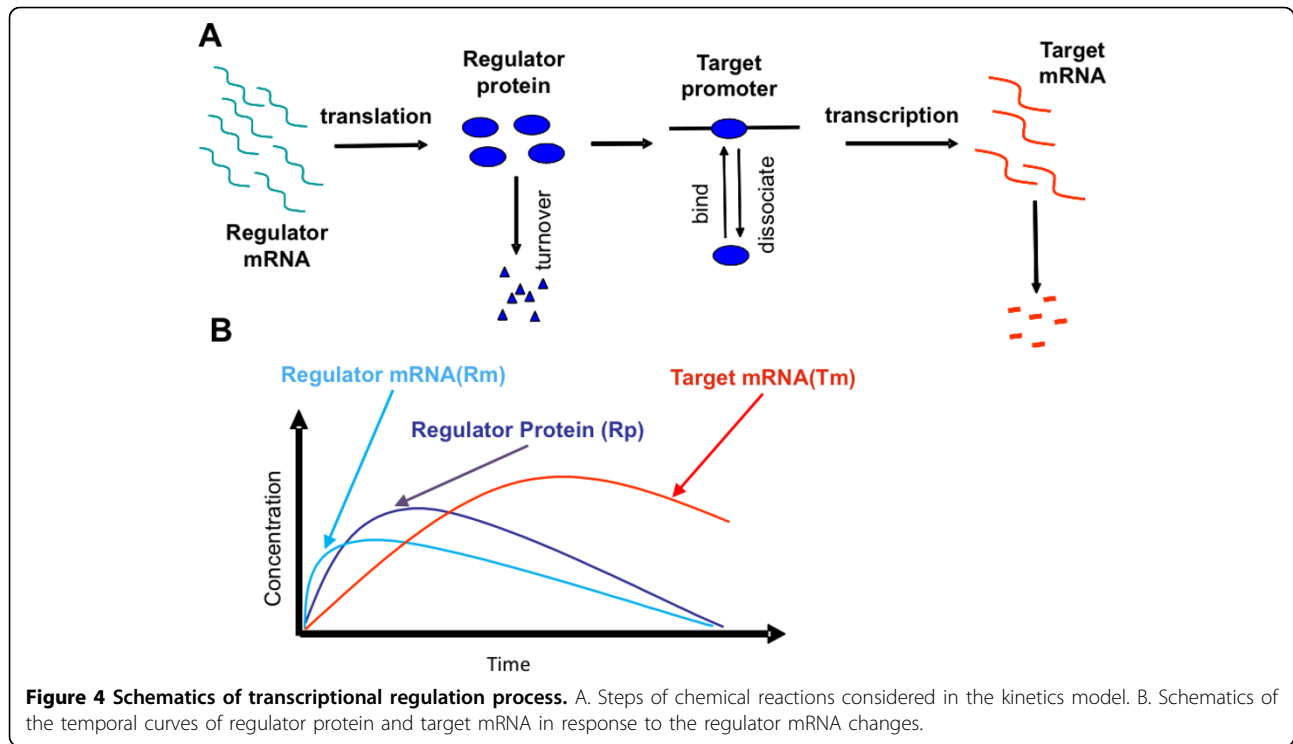 A
Regulator
mRNA
translation
Regulator
protein
turnover
Target
promoter
bind
dissociate
transcription
Target
mRNA
B
Regulator mRNA(Rm)
Regulator Protein (Rp)
Target mRNA(Tm)
Concentration
Time
Figure 4 Schematics of transcriptional regulation process. A. Steps of chemical reactions considered in the kinetics model. B. Schematics of
the temporal curves of regulator protein and target mRNA in response to the regulator mRNA changes.